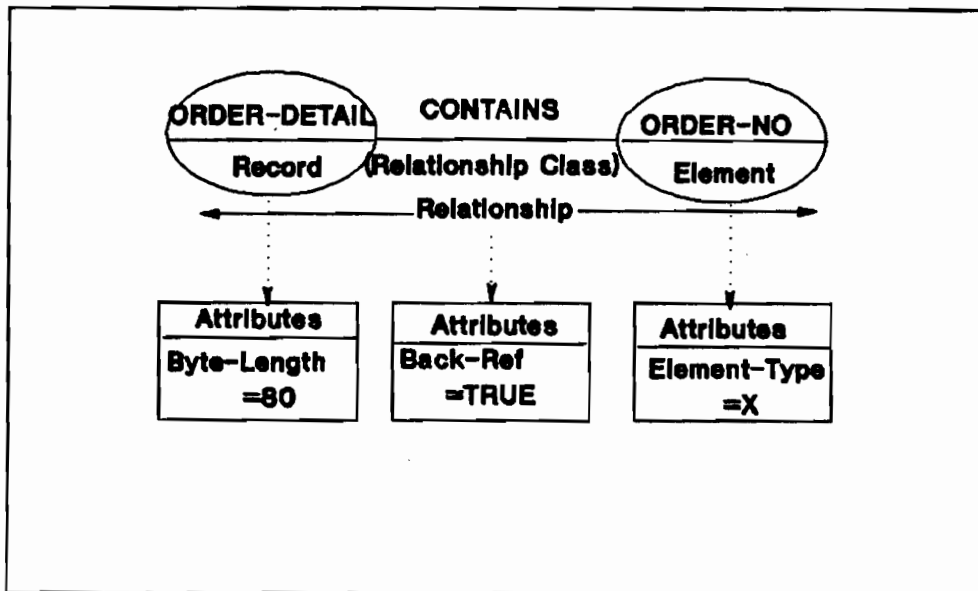 ORDER-DETAIL CONTAINS ORDER-NO
Record (Relationship Class) Element
Relationship
Attributes Attributes Attributes
Byte-Length Back-Ref Element-Type
=80 =TRUE =X